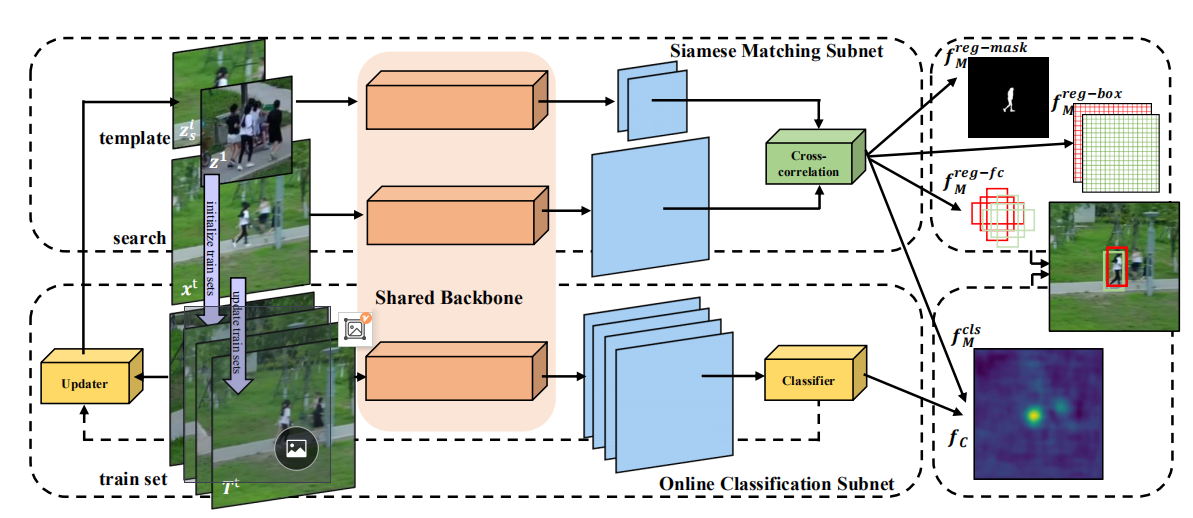 Siamese Matching Subnet
f_M^{reg-mask}
f_M^{reg-box}
template
z_s^t
z^1
Cross-
correlation
f_M^{reg-fc}
initialize train sets
search
x^t
Shared Backbone
update train sets
f_M^{cls}
Updater
Classifier
f_C
train set
T^t
Online Classification Subnet